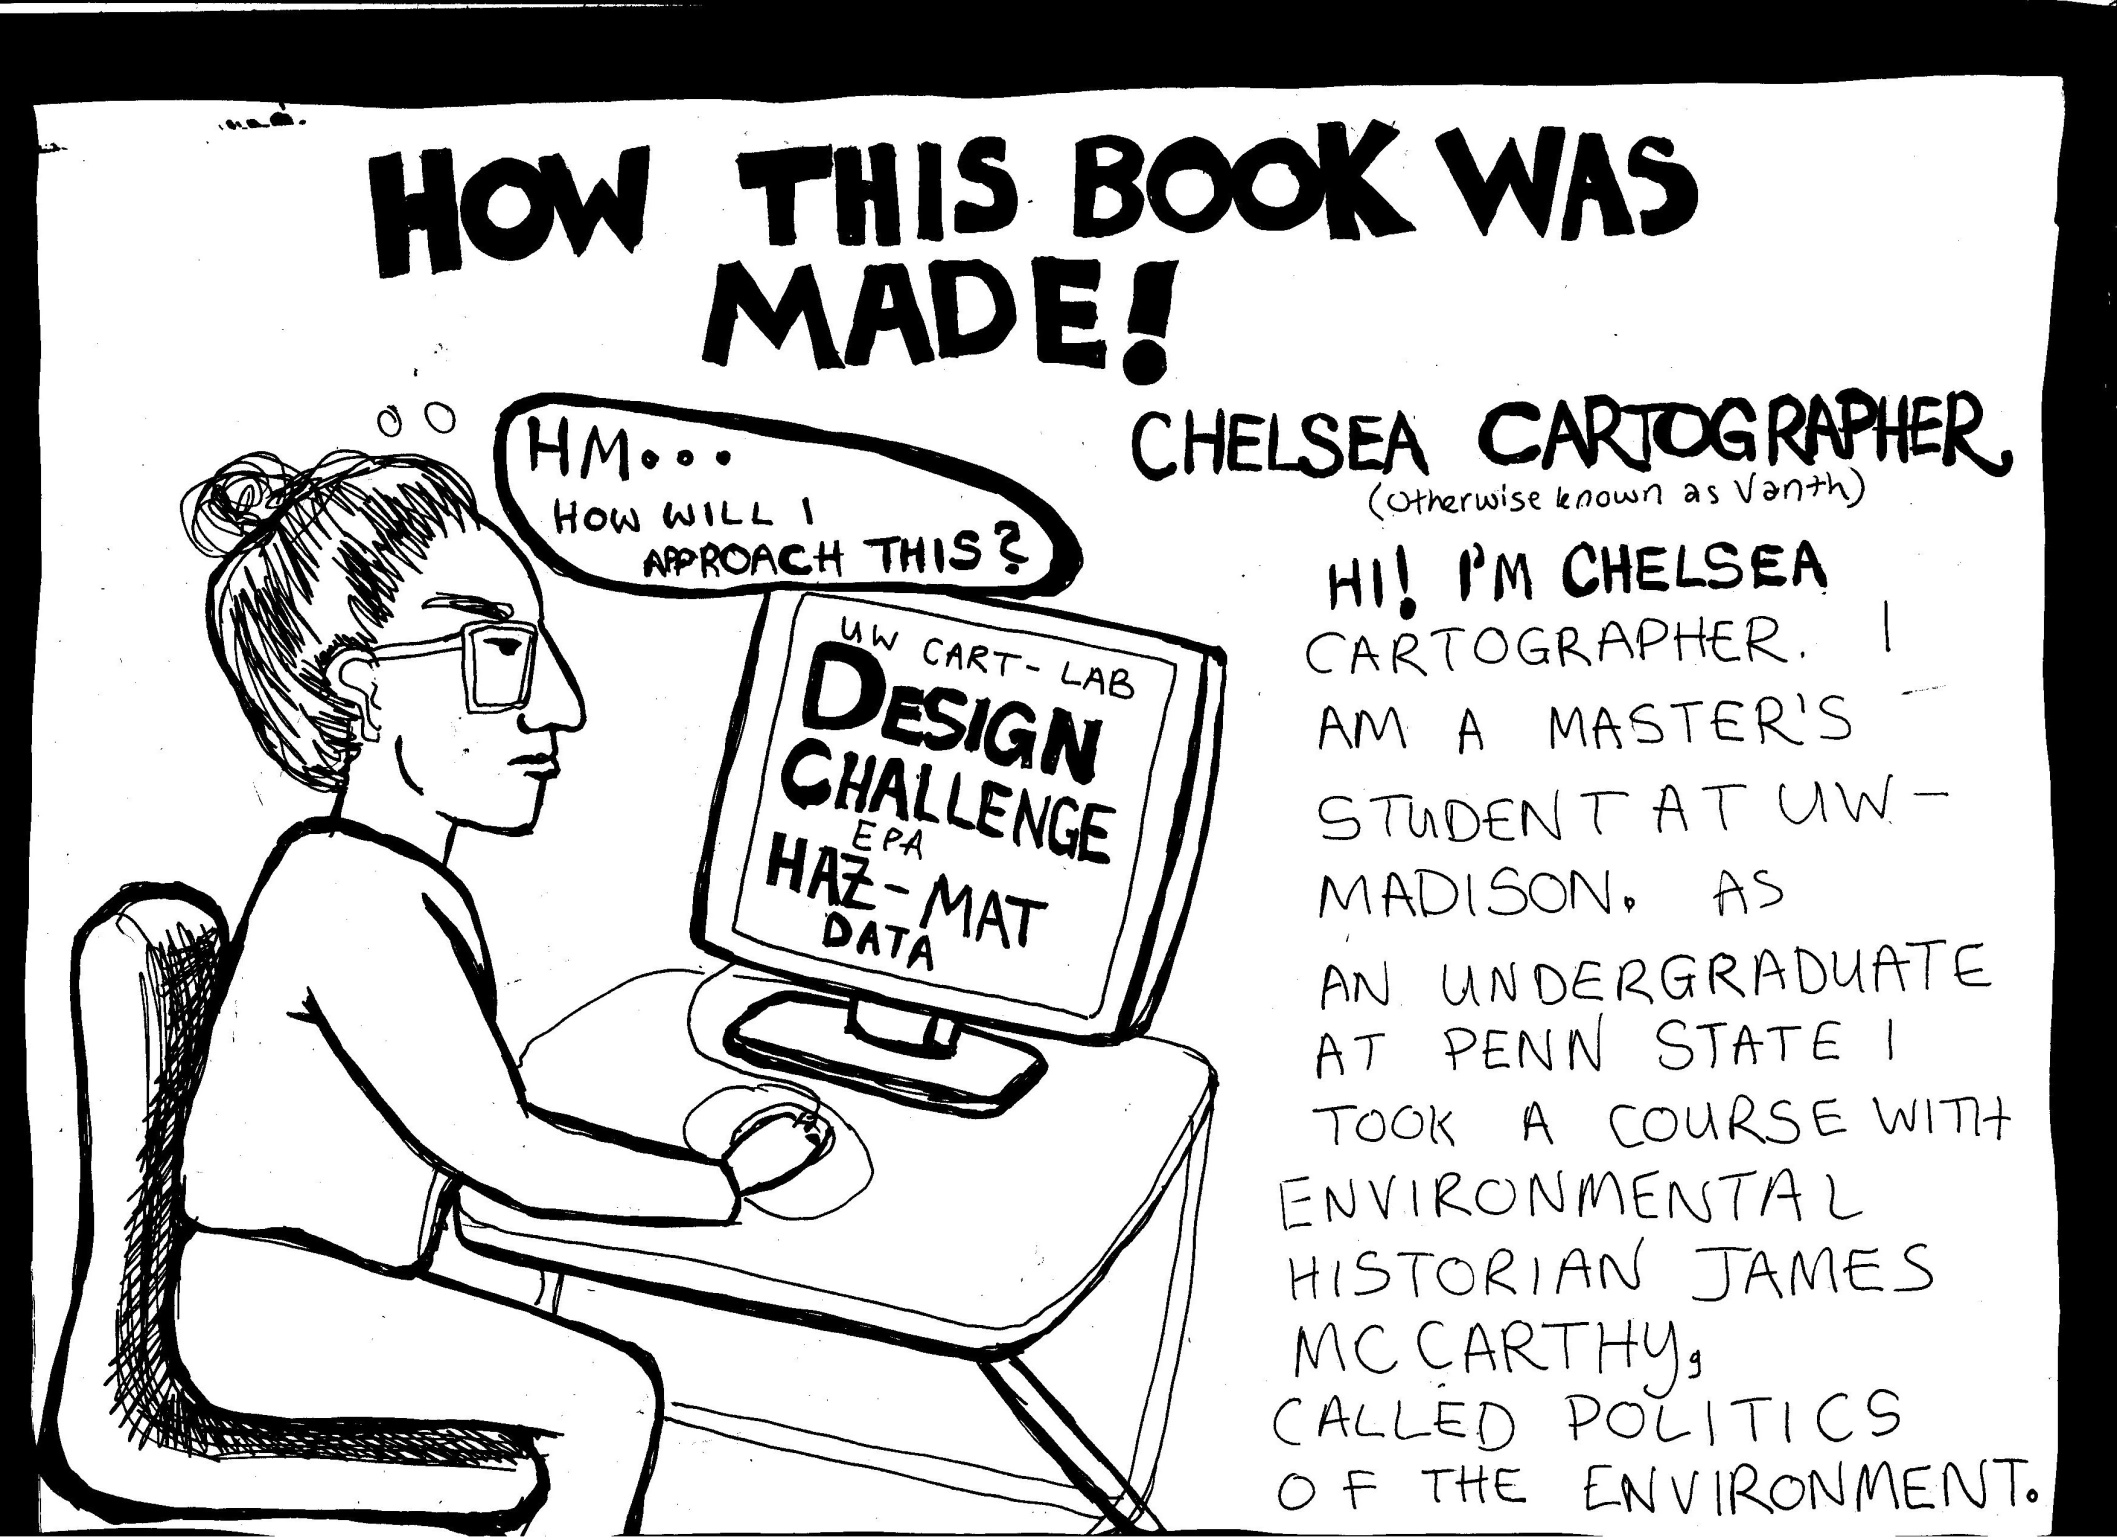 HOW THIS BOOK WAS
MADE!
HM...
HOW WILL I
APPROACH THIS?
UW CART-LAB
DESIGN
CHALLENGE
EPA
HAZ-MAT
DATA
CHELSEA CARTOGRAPHER,
(otherwise known as Vanth)
HI! I'M CHELSEA
CARTOGRAPHER. I
AM A MASTER'S
STUDENT AT UW-
MADISON. AS
AN UNDERGRADUATE
AT PENN STATE I
TOOK A COURSE WITH
ENVIRONMENTAL
HISTORIAN JAMES
MCCARTHY,
CALLED POLITICS
OF THE ENVIRONMENT.